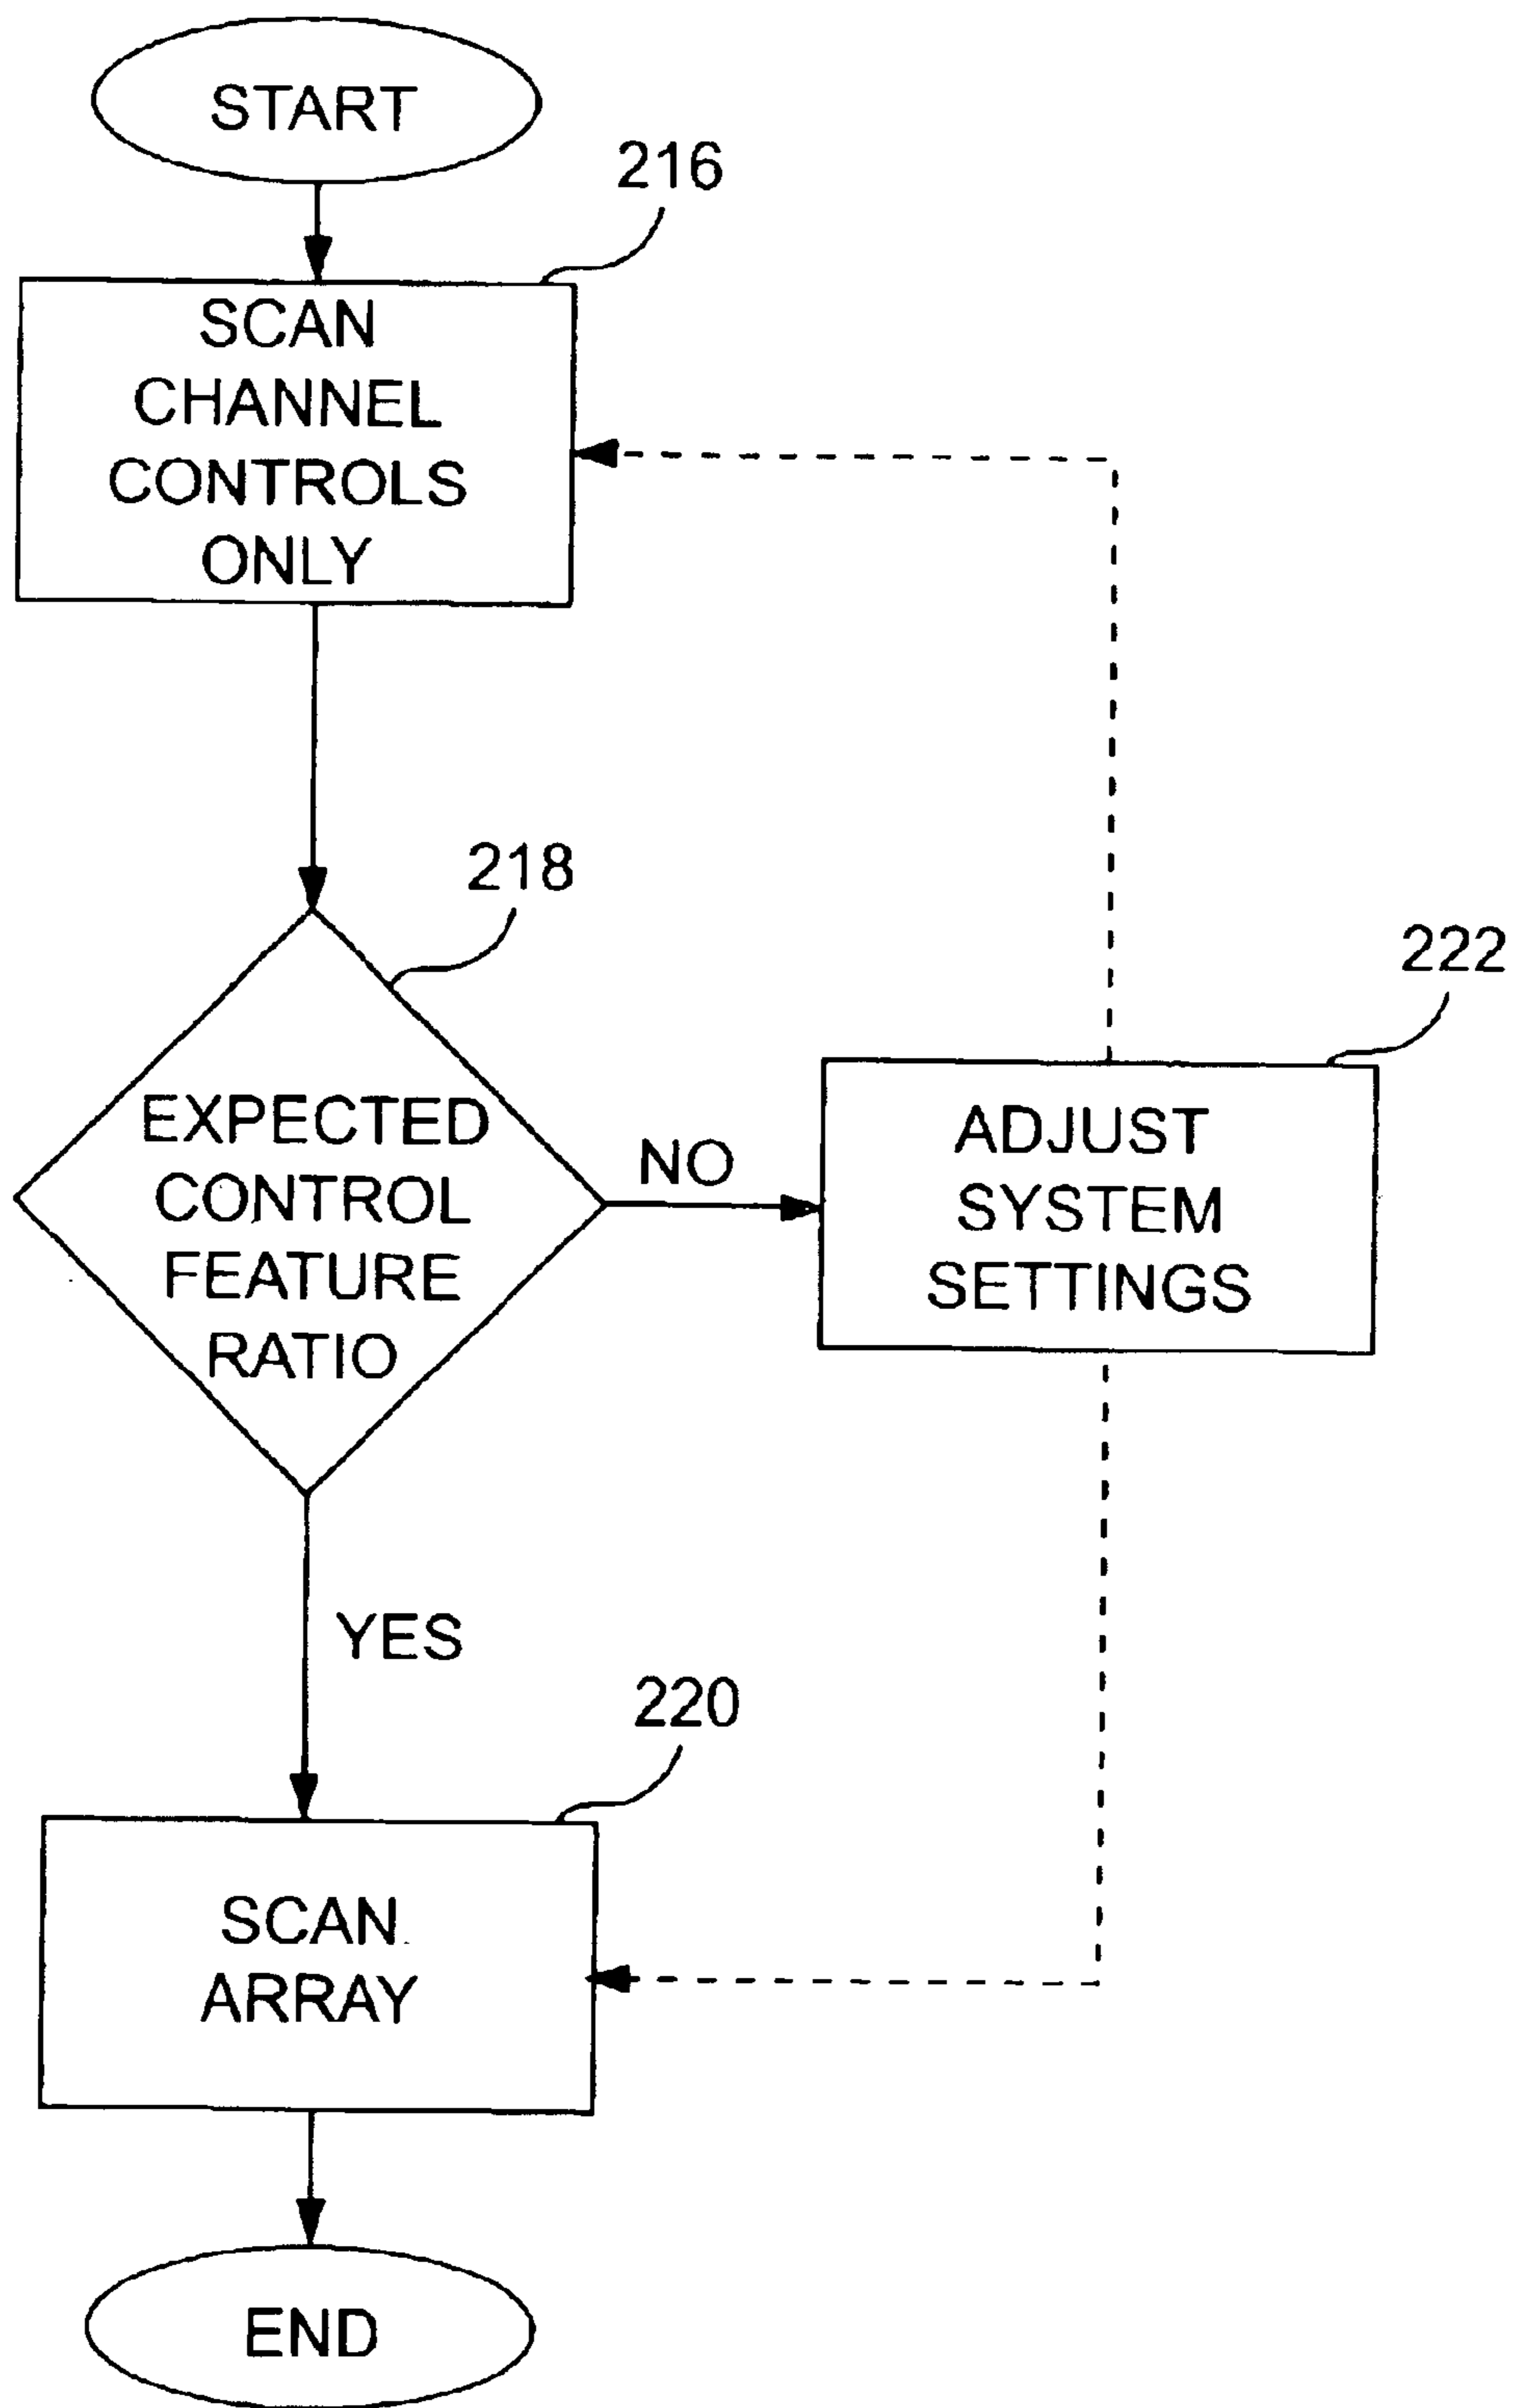 START
216
SCAN
CHANNEL
CONTROLS
ONLY
218
222
EXPECTED
CONTROL
FEATURE
RATIO
NO
ADJUST
SYSTEM
SETTINGS
YES
220
SCAN
ARRAY
END